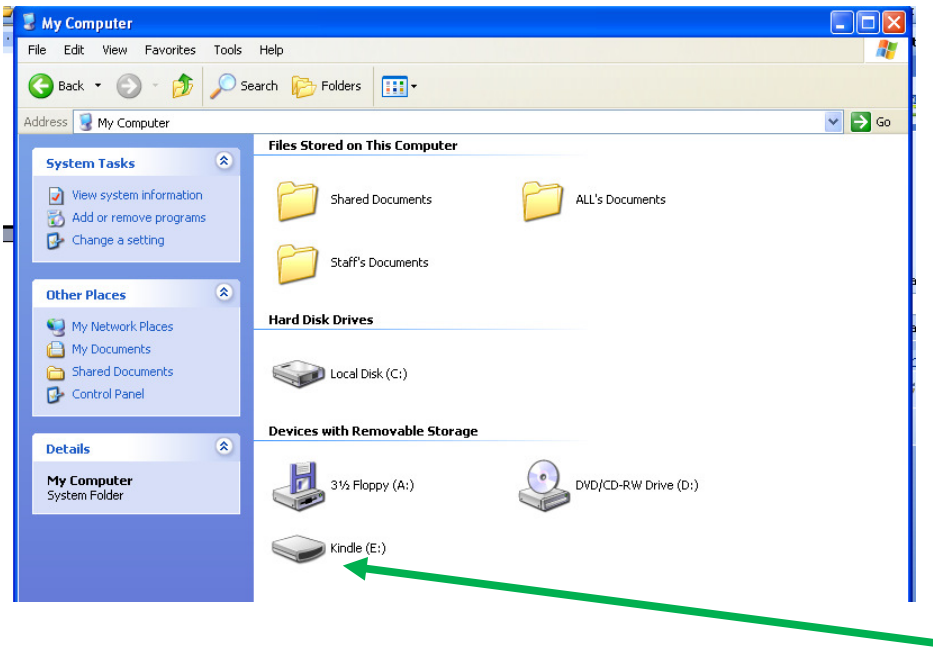 My Computer
File Edit View Favorites Tools Help
Back Search Folders
Address My Computer Go
Files Stored on This Computer
System Tasks
View system information
Add or remove programs
Change a setting
Shared Documents ALL's Documents
Staff's Documents
Other Places
My Network Places
My Documents
Shared Documents
Control Panel
Hard Disk Drives
Local Disk (C:)
Devices with Removable Storage
Details
My Computer
System Folder
3½ Floppy (A:) DVD/CD-RW Drive (D:)
Kindle (E:)